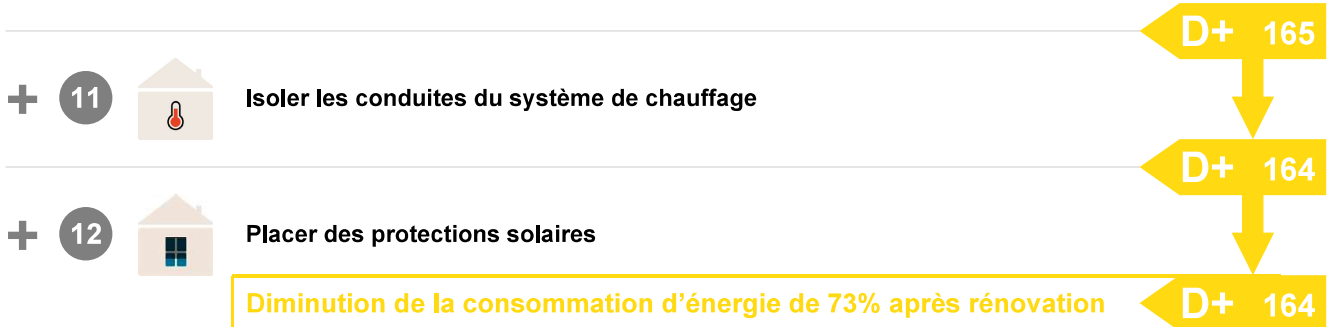 D+ 165
+ 11 Isoler les conduites du système de chauffage
D+ 164
+ 12 Placer des protections solaires
Diminution de la consommation d'énergie de 73% après rénovation D+ 164